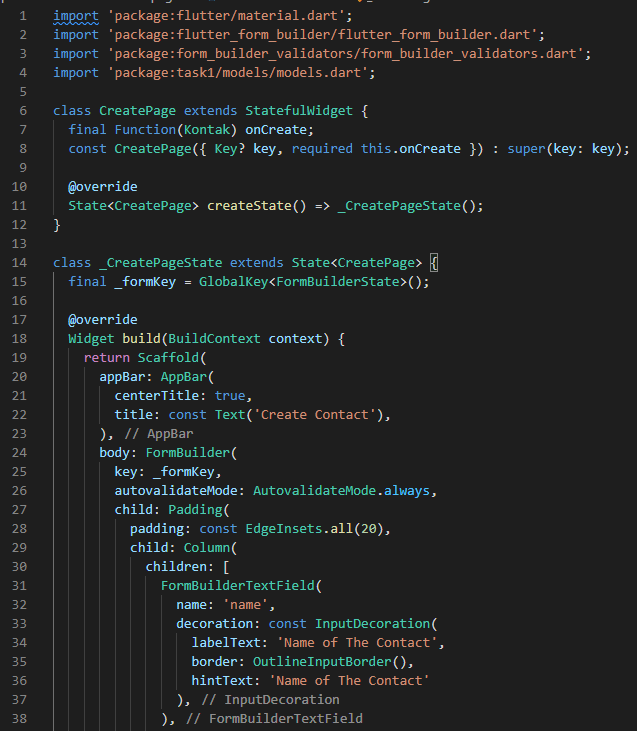 1 import 'package:flutter/material.dart';
2 import 'package:flutter_form_builder/flutter_form_builder.dart';
3 import 'package:form_builder_validators/form_builder_validators.dart';
4 import 'package:task1/models/models.dart';
5
6 class CreatePage extends StatefulWidget {
7   final Function(Kontak) onCreate;
8   const CreatePage({ Key? key, required this.onCreate }) : super(key: key);
9
10   @override
11   State<CreatePage> createState() => _CreatePageState();
12 }
13
14 class _CreatePageState extends State<CreatePage> {
15   final _formKey = GlobalKey<FormBuilderState>();
16
17   @override
18   Widget build(BuildContext context) {
19     return Scaffold(
20       appBar: AppBar(
21         centerTitle: true,
22         title: const Text('Create Contact'),
23       ), // AppBar
24       body: FormBuilder(
25         key: _formKey,
26         autovalidateMode: AutovalidateMode.always,
27         child: Padding(
28           padding: const EdgeInsets.all(20),
29           child: Column(
30             children: [
31               FormBuilderTextField(
32                 name: 'name',
33                 decoration: const InputDecoration(
34                   labelText: 'Name of The Contact',
35                   border: OutlineInputBorder(),
36                   hintText: 'Name of The Contact'
37                 ), // InputDecoration
38               ), // FormBuilderTextField